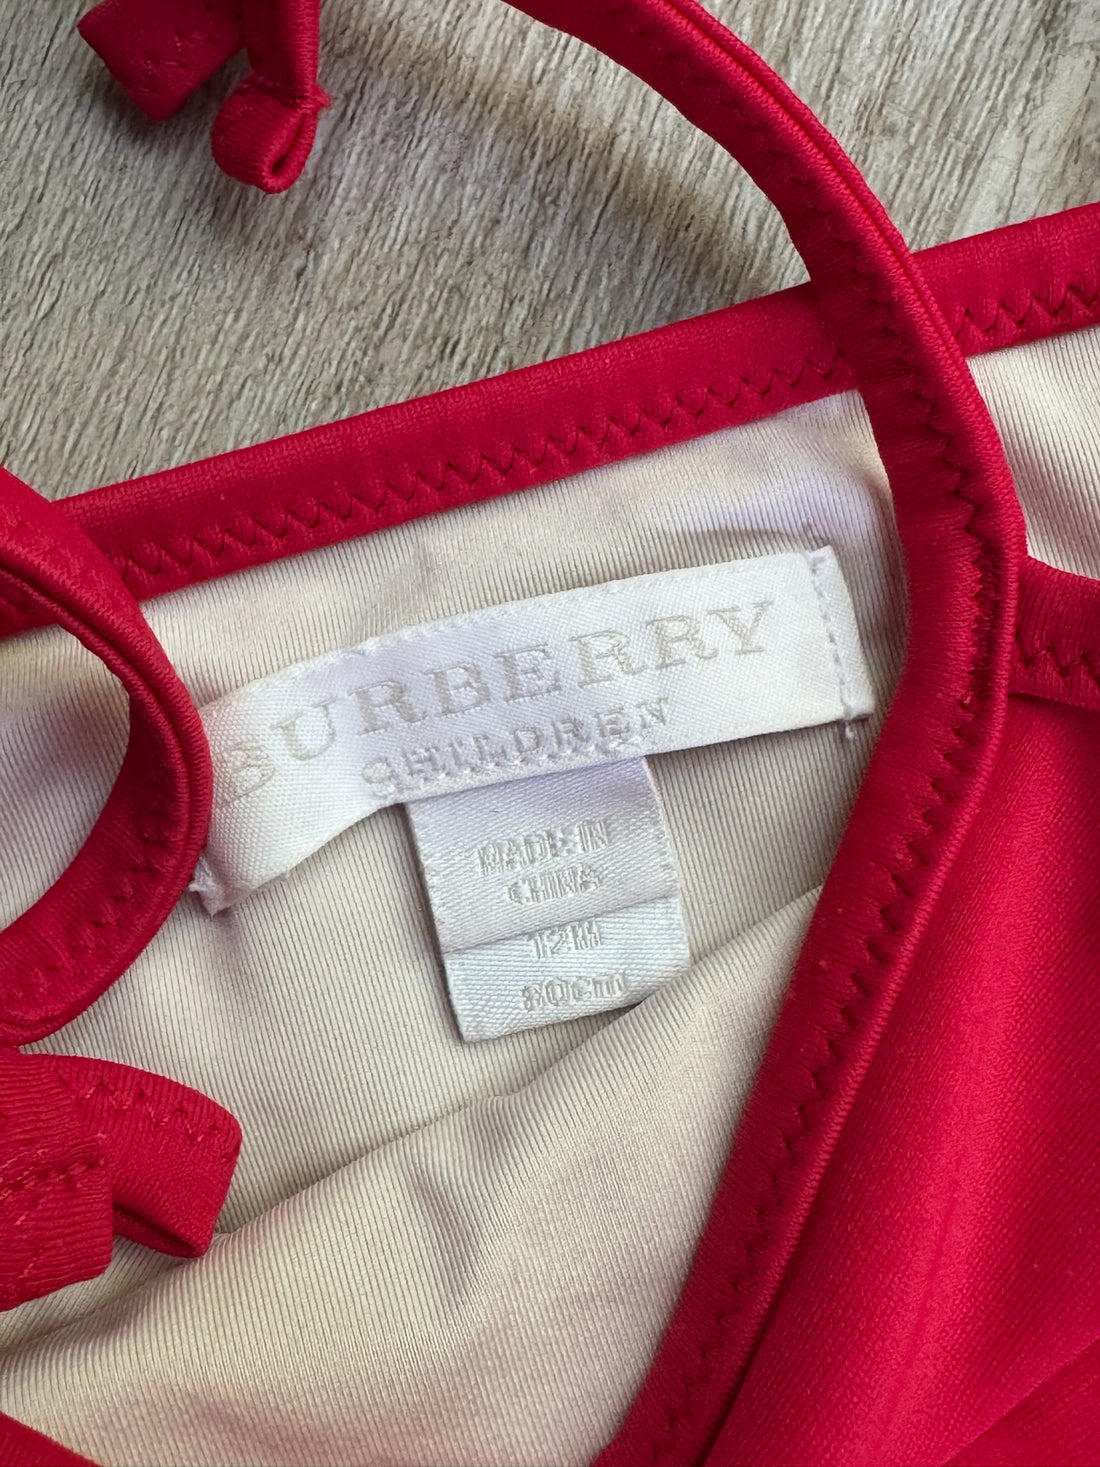 BURBERRY
CHILDREN
MADE IN
CHINA
12M
80cm